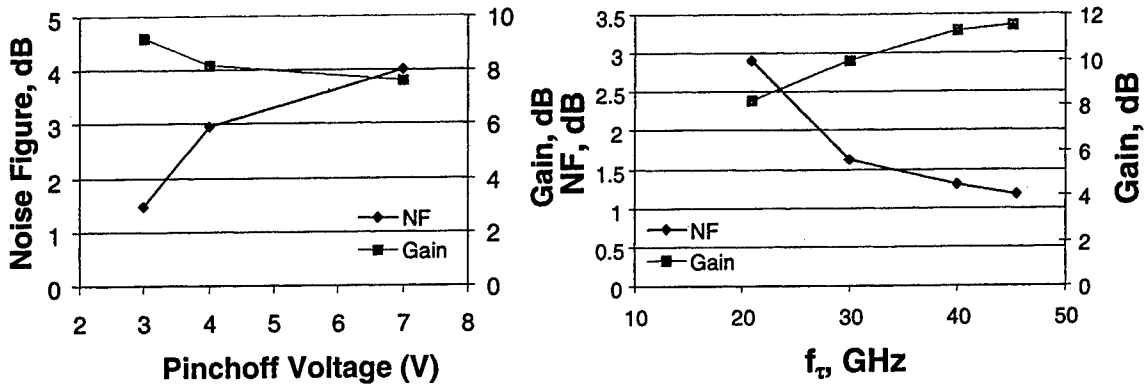 Noise Figure, dB
5
4
3
2
1
0
10
8
6
4
2
0
Gain, dB
NF
Gain
2 3 4 5 6 7 8
Pinchoff Voltage (V)
NF, dB
3.5
3
2.5
2
1.5
1
0.5
0
12
10
8
6
4
2
0
Gain, dB
NF
Gain
10 20 30 40 50
fτ, GHz